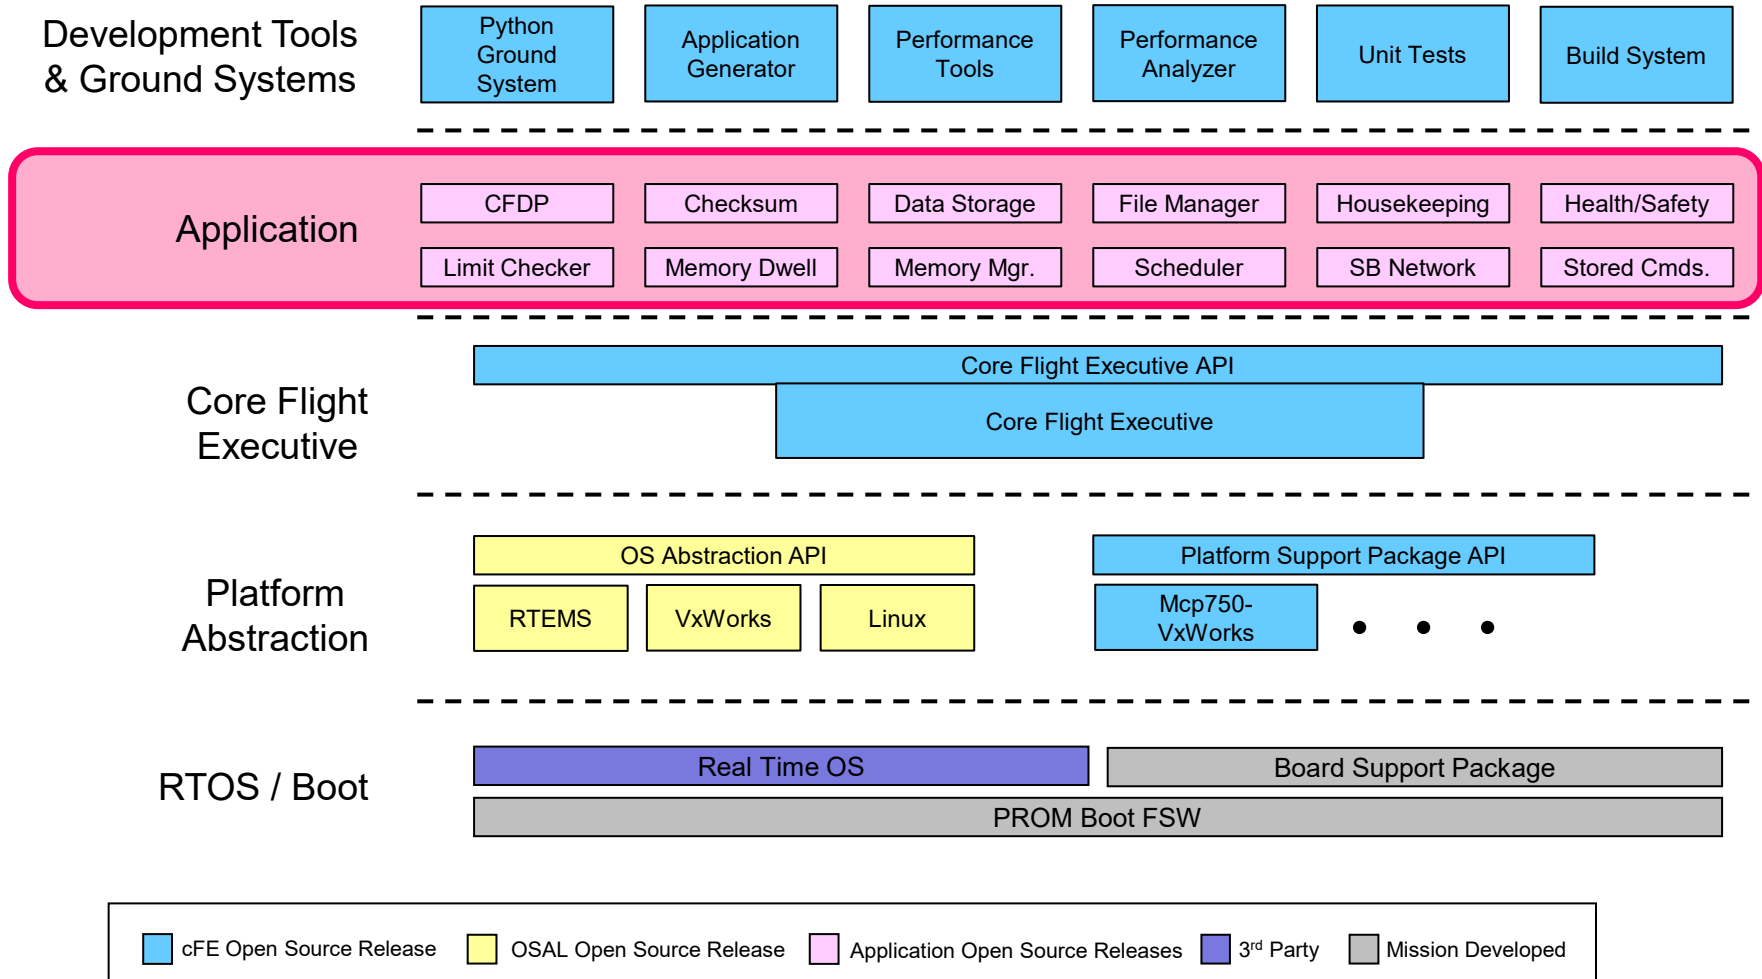 Development Tools
& Ground Systems
Python
Ground
System
Application
Generator
Performance
Tools
Performance
Analyzer
Unit Tests
Build System
Application
CFDP
Checksum
Data Storage
File Manager
Housekeeping
Health/Safety
Limit Checker
Memory Dwell
Memory Mgr.
Scheduler
SB Network
Stored Cmds.
Core Flight
Executive
Core Flight Executive API
Core Flight Executive
Platform
Abstraction
OS Abstraction API
Platform Support Package API
RTEMS
VxWorks
Linux
Mcp750-
VxWorks
• • •
RTOS / Boot
Real Time OS
Board Support Package
PROM Boot FSW
cFE Open Source Release
OSAL Open Source Release
Application Open Source Releases
3rd Party
Mission Developed